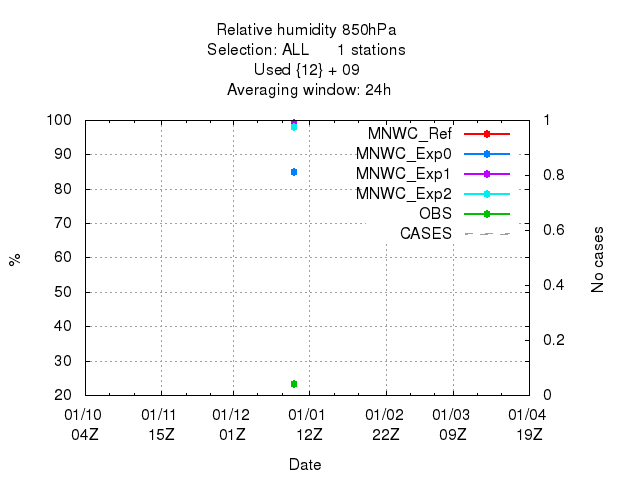 Relative humidity 850hPa
Selection: ALL 1 stations
Used {12} + 09
Averaging window: 24h
100 1
MNWC_Ref
90
MNWC_Exp0
MNWC_Exp1
80 0.8
MNWC_Exp2
OBS
70
CASES
0.6
60
%
No cases
50
0.4
40
0.2
30
20 0
01/10 01/11 01/12 01/01 01/02 01/03 01/04
04Z 15Z 01Z 12Z 22Z 09Z 19Z
Date